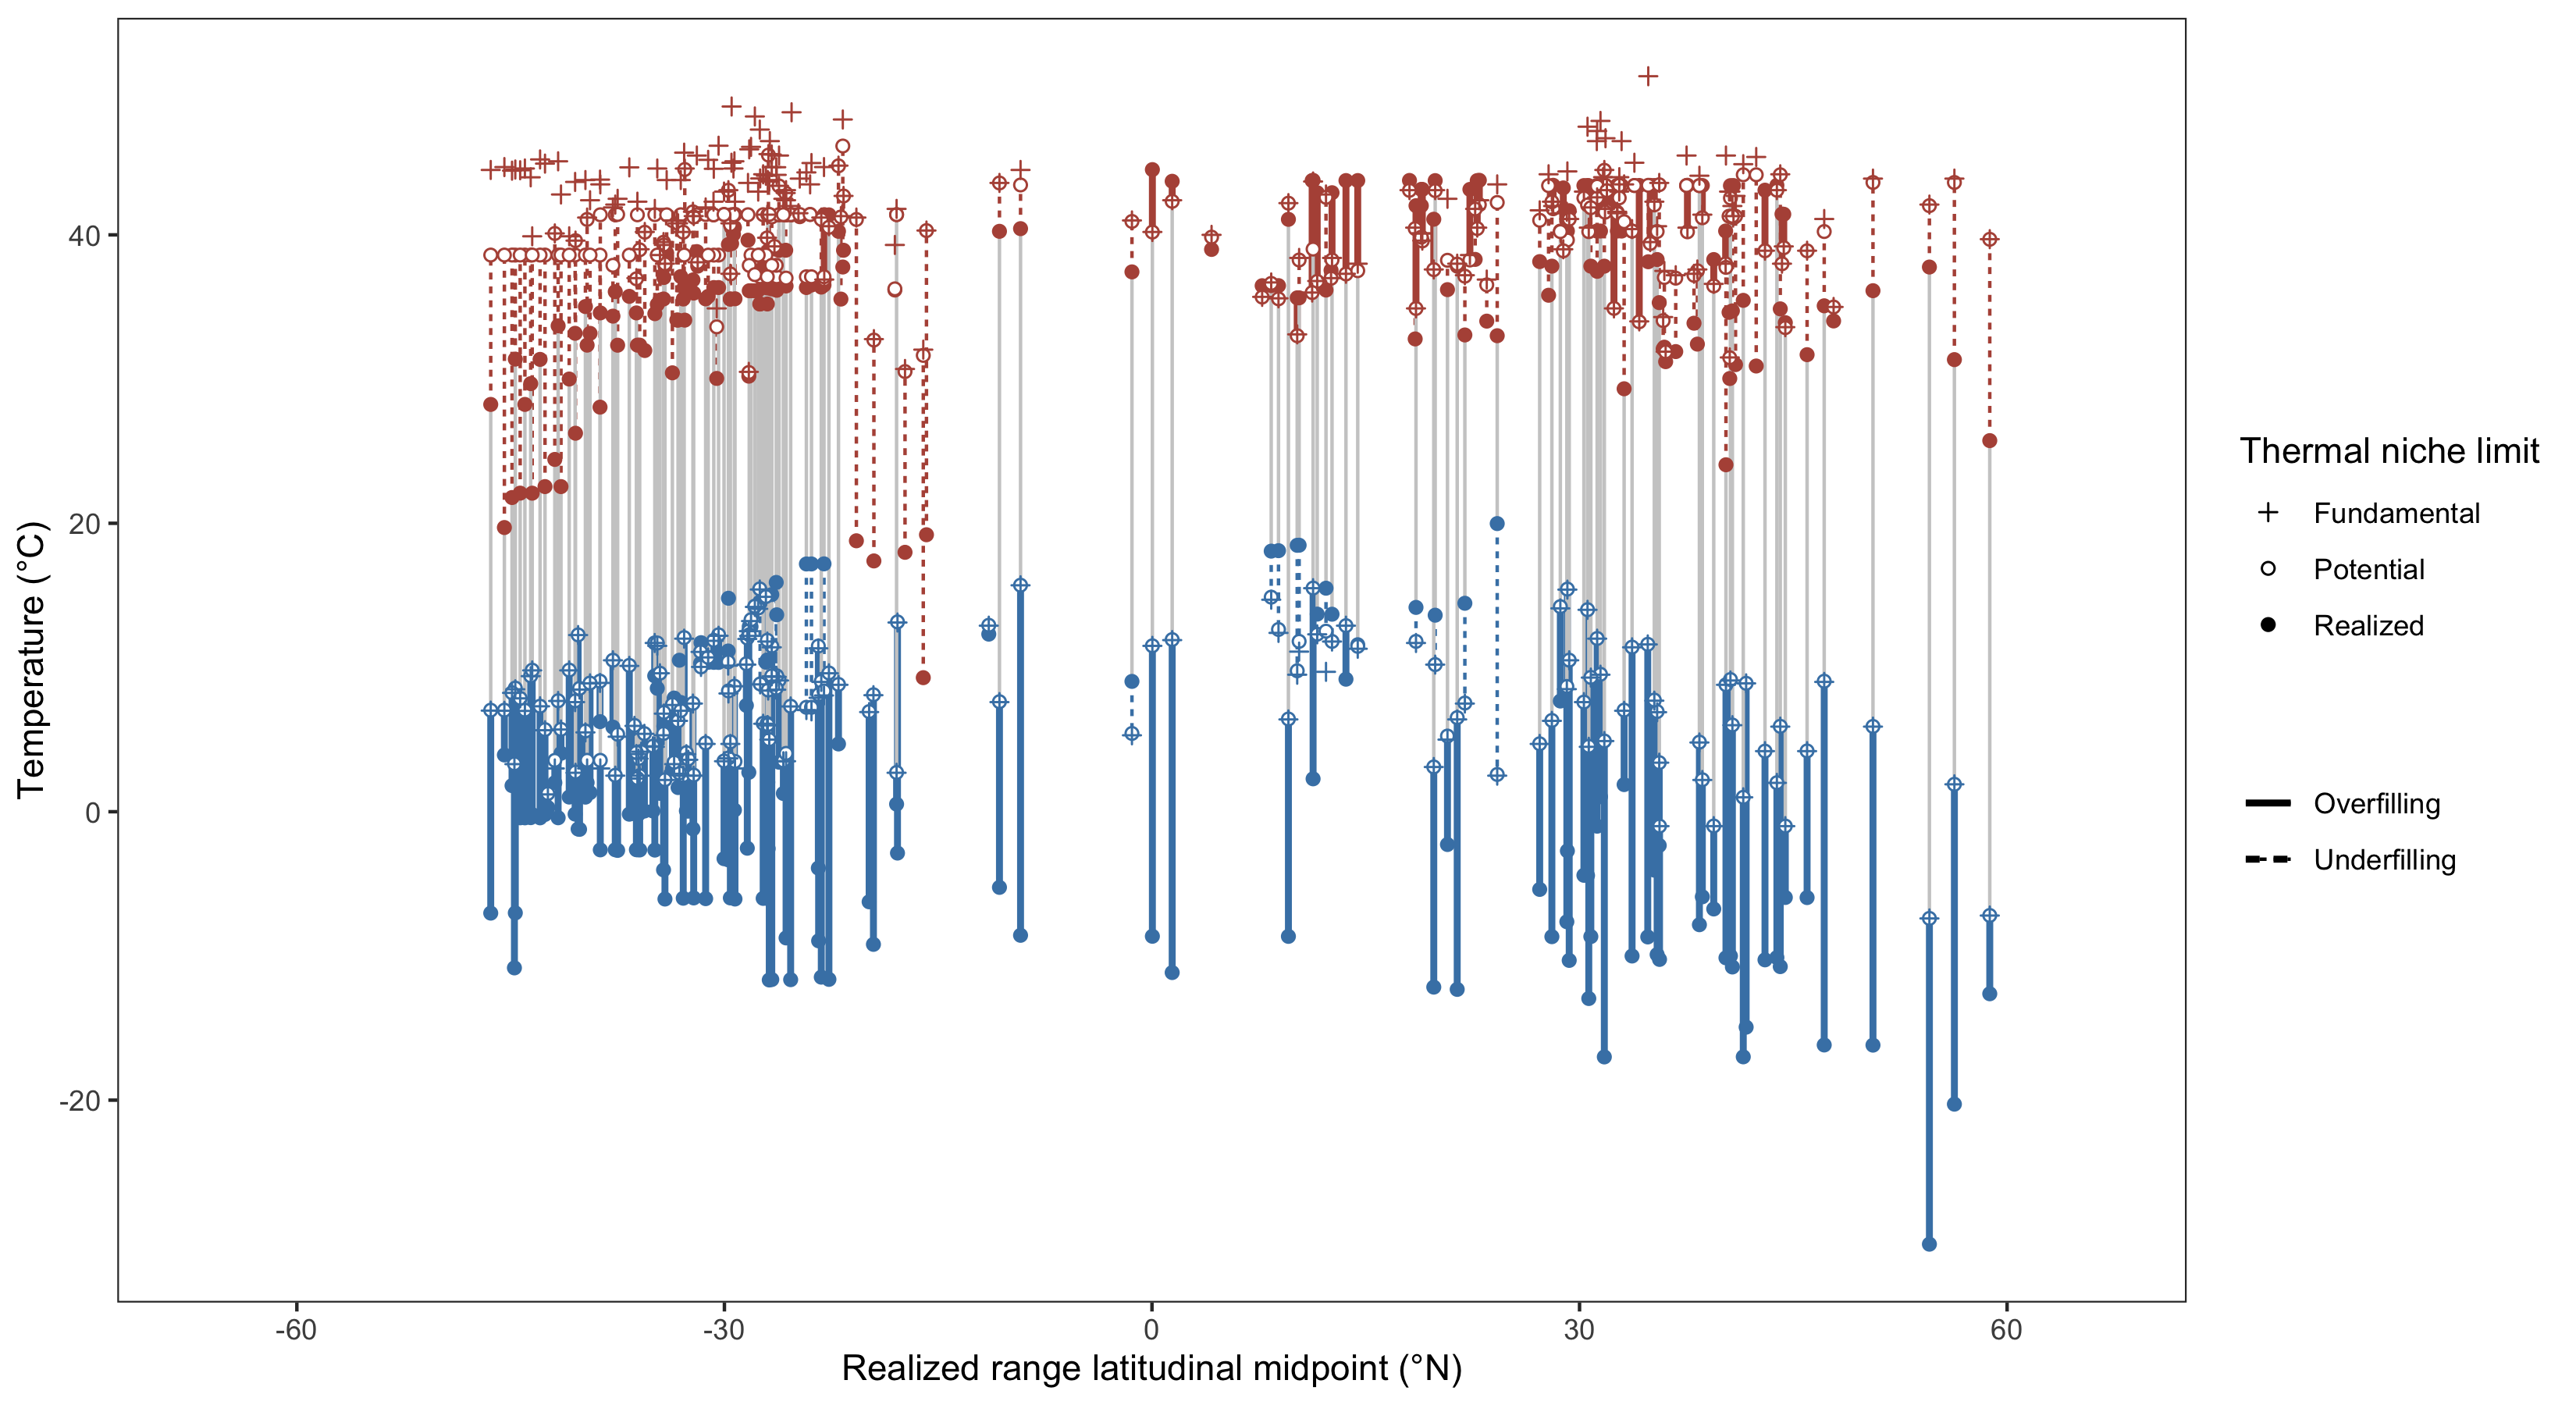 Temperature (°C)
40
20
0
-20
-60
-30
0
30
60
Realized range latitudinal midpoint (°N)
Thermal niche limit
Fundamental
Potential
Realized
Overfilling
Underfilling